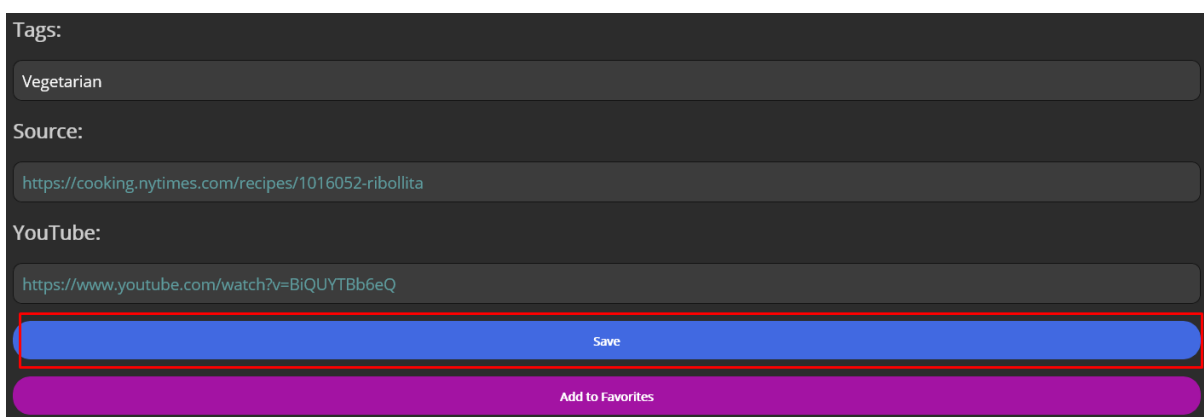 Tags:
Vegetarian
Source:
https://cooking.nytimes.com/recipes/1016052-ribollita
YouTube:
https://www.youtube.com/watch?v=BiQUYTBb6eQ
Save
Add to Favorites